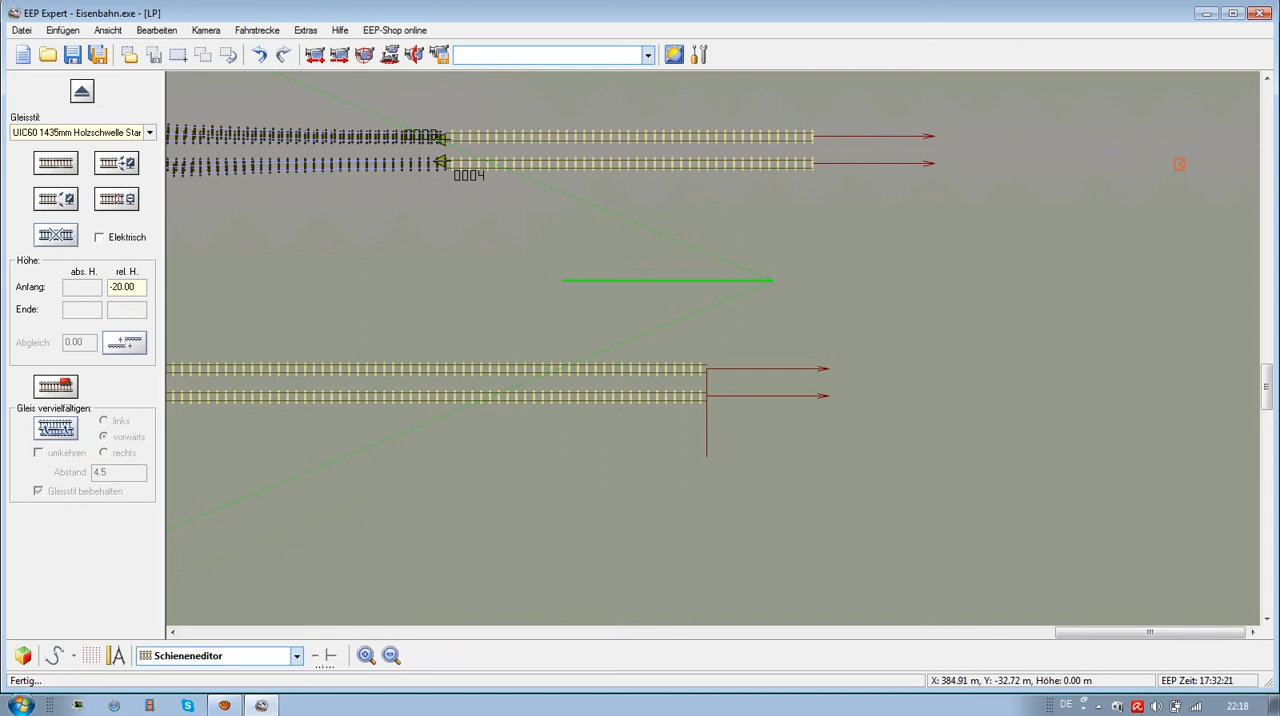 EEP Expert - Eisenbahn.exe - [LP]
Datei Einfügen Ansicht Bearbeiten Kamera Fahrstrecke Extras Hilfe EEP-Shop online
Gleisstil:
UIC60 1435mm Holzschwelle Star
Elektrisch
Höhe:
abs. H. rel. H.
Anfang: -20.00
Ende:
Abgleich: 0.00
Gleis vervielfältigen:
links
vorwärts
umkehren rechts
Abstand 4.5
Gleisstil beibehalten
0004
Schieneneditor
Fertig...
X: 384.91 m, Y: -32.72 m, Höhe: 0.00 m
EEP Zeit: 17:32:21
DE
22:18